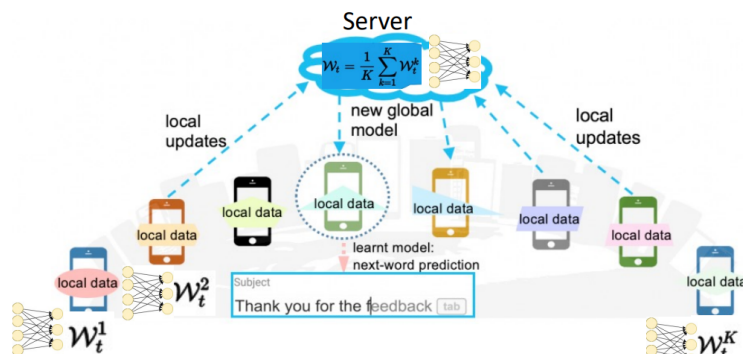 Server
𝒲_t = \frac{1}{K} \sum_{k=1}^{K} 𝒲_t^k
local
updates
new global
model
local
updates
local data
local data
local data
local data
local data
local data
local data
local data
learnt model:
next-word prediction
Subject
Thank you for the feedback tab
𝒲_t^1
𝒲_t^2
𝒲_t^K